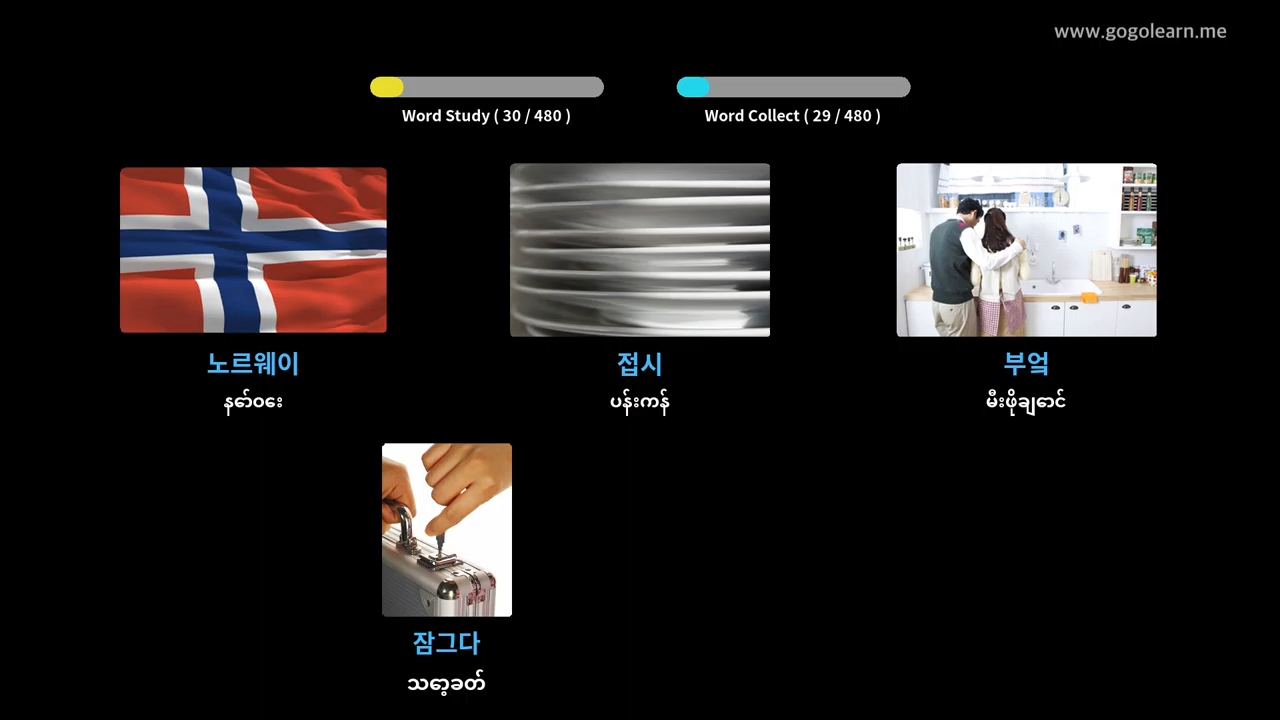 www.gogolearn.me
Word Study ( 30 / 480 )
Word Collect ( 29 / 480 )
노르웨이
နော်ဝေး
접시
ပန်းကန်
부엌
မီးဖိုချောင်
잠그다
သော့ခတ်